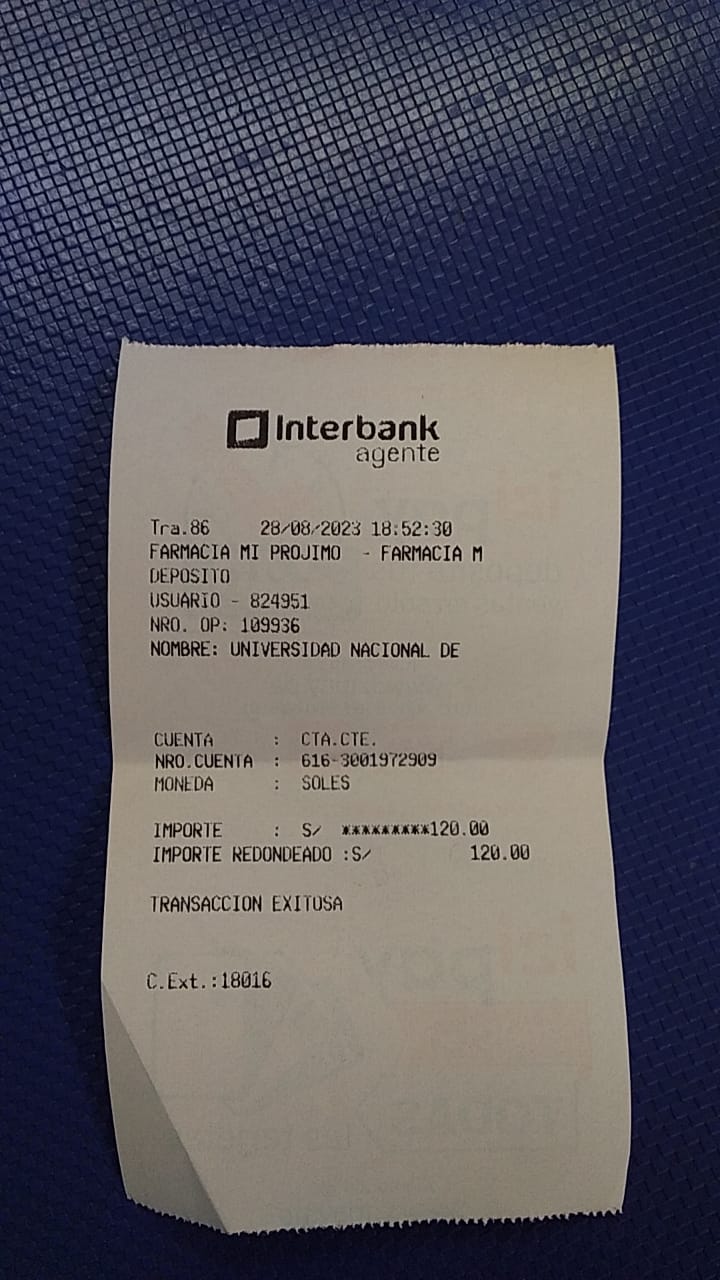 Interbank
agente
Tra.86 28/08/2023 18:52:30
FARMACIA MI PROJIMO - FARMACIA M
DEPOSITO
USUARIO - 824951
NRO. OP: 109936
NOMBRE: UNIVERSIDAD NACIONAL DE
CUENTA : CTA.CTE.
NRO.CUENTA : 616-3001972909
MONEDA : SOLES
IMPORTE : S/ *********120.00
IMPORTE REDONDEADO :S/ 120.00
TRANSACCION EXITOSA
C.Ext.:18016